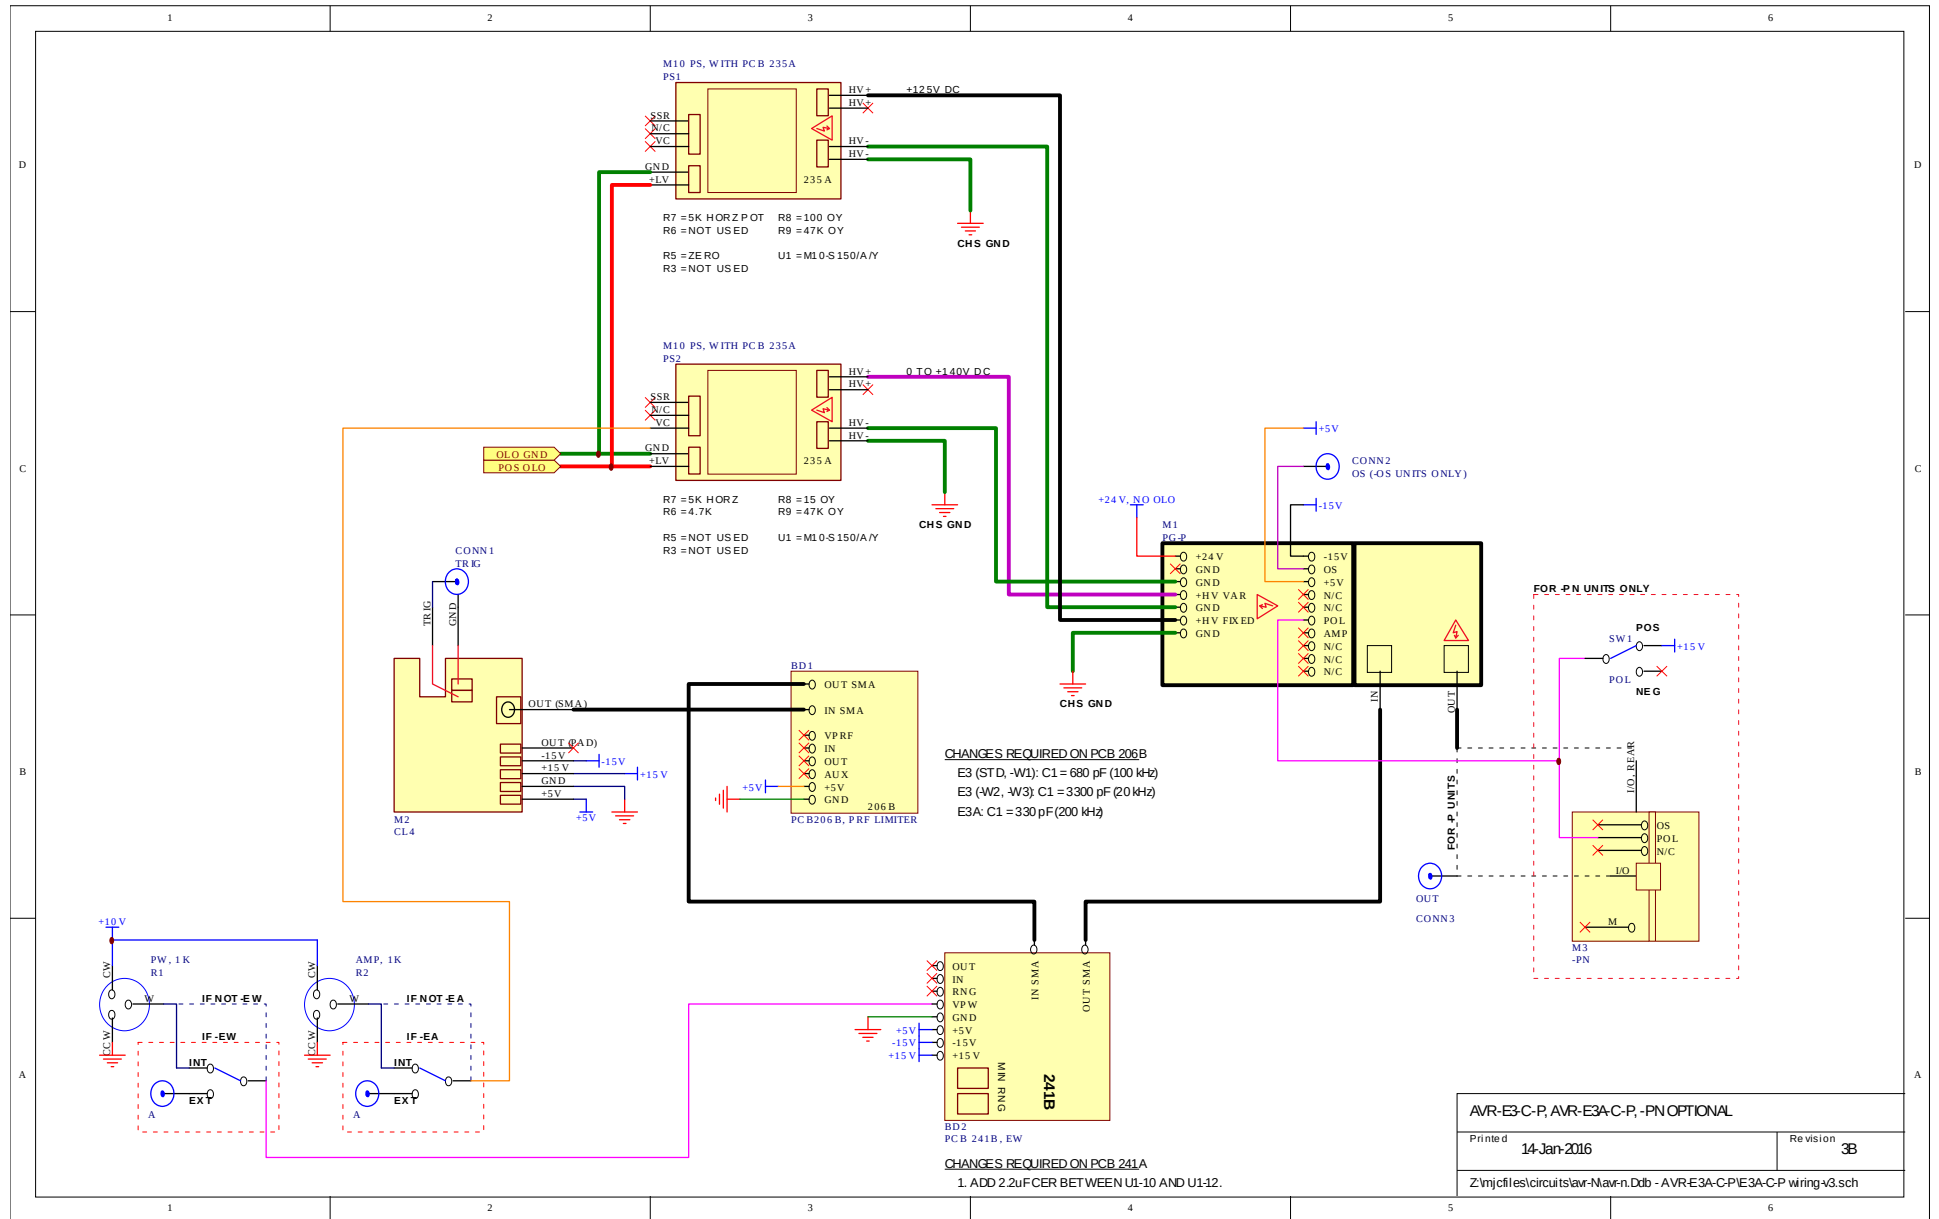 1 2 3 4 5 6
D D
C C
B B
A A
M10 PS, WITH PCB 235A
PS1
SSR
N/C
VC
GND
+LV
HV+
HV+
HV-
HV-
235A
+125V DC
R7 =5K HORZ POT R8 =100 OY
R6 =NOT USED R9 =47K OY
R5 =ZERO U1 =M10-S150/A/Y
R3 =NOT USED
CHS GND
M10 PS, WITH PCB 235A
PS2
SSR
N/C
VC
GND
+LV
HV+
HV+
HV-
HV-
235A
0 TO +140V DC
OLO GND
POS OLO
R7 =5K HORZ R8 =15 OY
R6 =4.7K R9 =47K OY
R5 =NOT USED U1 =M10-S150/A/Y
R3 =NOT USED
CHS GND
+5V
CONN2
OS (-OS UNITS ONLY)
-15V
+24V, NO OLO
M1
PG-P
+24V
GND
GND
+HV VAR
GND
+HV FIXED
GND
-15V
OS
+5V
N/C
N/C
POL
AMP
N/C
N/C
N/C
IN
OUT
CHS GND
CONN1
TRIG
TRIG
GND
OUT (SMA)
OUT (PAD)
-15V
+15V
GND
+5V
-15V
+15V
+5V
M2
CL4
BD1
OUT SMA
IN SMA
VPRF
IN
OUT
AUX
+5V
GND
206B
+5V
PCB206B, PRF LIMITER
CHANGES REQUIRED ON PCB 206B
E3 (STD, -W1): C1 = 680 pF (100 kHz)
E3 (-W2, -W3): C1 = 3300 pF (20 kHz)
E3A: C1 = 330 pF (200 kHz)
FOR -PN UNITS ONLY
SW1
POS
+15V
POL
NEG
I/O, REAR
FOR -P UNITS
OS
POL
N/C
I/O
M
M3
-PN
OUT
CONN3
+10V
PW, 1K
R1
CW
W
CCW
IF NOT -EW
IF -EW
INT
EXT
A
AMP, 1K
R2
CW
W
CCW
IF NOT -EA
IF -EA
INT
EXT
A
OUT
IN
RNG
VPW
GND
+5V
-15V
+15V
+5V
-15V
+15V
IN SMA
OUT SMA
MIN RNG
241B
BD2
PCB 241B, EW
CHANGES REQUIRED ON PCB 241A
1. ADD 2.2uF CER BETWEEN U1-10 AND U1-12.
AVR-E3-C-P, AVR-E3A-C-P, -PN OPTIONAL
Printed 14-Jan-2016 Revision 3B
Z:\mjcfiles\circuits\avr-N\avr-n.Ddb - AVR-E3A-C-P\E3A-C-P wiring-v3.sch
1 2 3 4 5 6